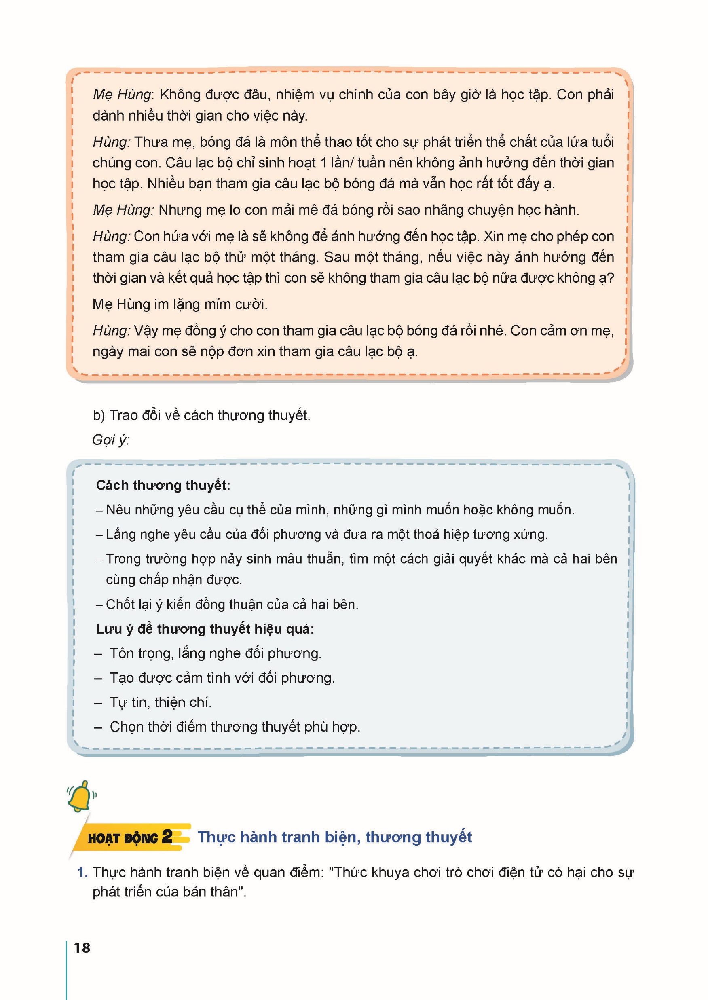 Mẹ Hùng: Không được đâu, nhiệm vụ chính của con bây giờ là học tập. Con phải
dành nhiều thời gian cho việc này.
Hùng: Thưa mẹ, bóng đá là môn thể thao tốt cho sự phát triển thể chất của lứa tuổi
chúng con. Câu lạc bộ chỉ sinh hoạt 1 lần/ tuần nên không ảnh hưởng đến thời gian
học tập. Nhiều bạn tham gia câu lạc bộ bóng đá mà vẫn học rất tốt đấy ạ.
Mẹ Hùng: Nhưng mẹ lo con mải mê đá bóng rồi sao nhãng chuyện học hành.
Hùng: Con hứa với mẹ là sẽ không để ảnh hưởng đến học tập. Xin mẹ cho phép con
tham gia câu lạc bộ thử một tháng. Sau một tháng, nếu việc này ảnh hưởng đến
thời gian và kết quả học tập thì con sẽ không tham gia câu lạc bộ nữa được không ạ?
Mẹ Hùng im lặng mỉm cười.
Hùng: Vậy mẹ đồng ý cho con tham gia câu lạc bộ bóng đá rồi nhé. Con cảm ơn mẹ,
ngày mai con sẽ nộp đơn xin tham gia câu lạc bộ ạ.
b) Trao đổi về cách thương thuyết.
Gợi ý:
Cách thương thuyết:
– Nêu những yêu cầu cụ thể của mình, những gì mình muốn hoặc không muốn.
– Lắng nghe yêu cầu của đối phương và đưa ra một thoả hiệp tương xứng.
– Trong trường hợp nảy sinh mâu thuẫn, tìm một cách giải quyết khác mà cả hai bên
cùng chấp nhận được.
– Chốt lại ý kiến đồng thuận của cả hai bên.
Lưu ý để thương thuyết hiệu quả:
– Tôn trọng, lắng nghe đối phương.
– Tạo được cảm tình với đối phương.
– Tự tin, thiện chí.
– Chọn thời điểm thương thuyết phù hợp.
HOẠT ĐỘNG 2 Thực hành tranh biện, thương thuyết
1. Thực hành tranh biện về quan điểm: "Thức khuya chơi trò chơi điện tử có hại cho sự
phát triển của bản thân".
18